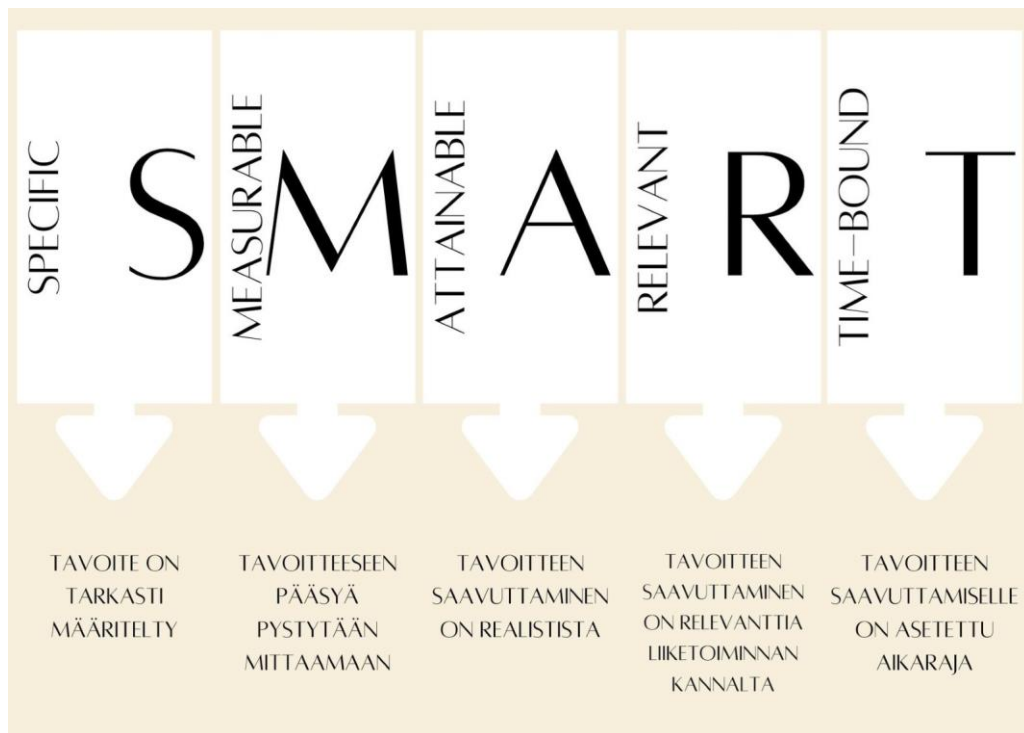 SPECIFIC
S
MEASURABLE
M
ATTAINABLE
A
RELEVANT
R
TIME-BOUND
T
TAVOITE ON
TARKASTI
MÄÄRITELTY
TAVOITTEESEEN
PÄÄSYÄ
PYSTYTÄÄN
MITTAAMAAN
TAVOITTEEN
SAAVUTTAMINEN
ON REALISTISTA
TAVOITTEEN
SAAVUTTAMINEN
ON RELEVANTTIA
LIIKETOIMINNAN
KANNALTA
TAVOITTEEN
SAAVUTTAMISELLE
ON ASETETTU
AIKARAJA